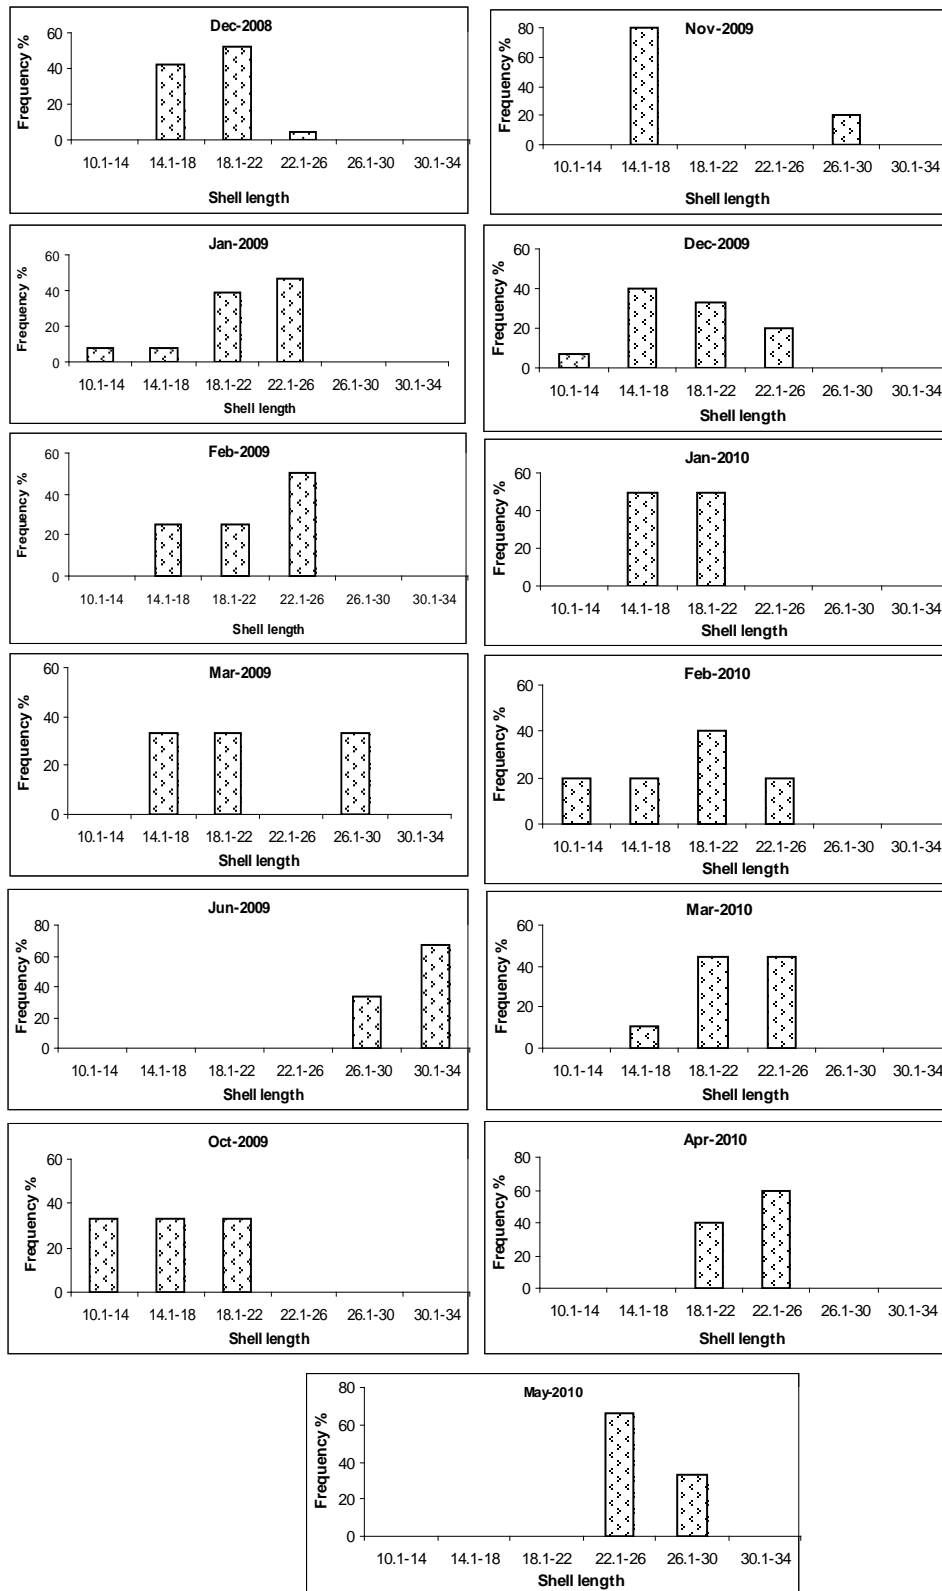 Dec-2008
Frequency %
60
40
20
0
10.1-14 14.1-18 18.1-22 22.1-26 26.1-30 30.1-34
Shell length
Nov-2009
Frequency %
80
60
40
20
0
10.1-14 14.1-18 18.1-22 22.1-26 26.1-30 30.1-34
Shell length
Jan-2009
Frequency %
60
40
20
0
10.1-14 14.1-18 18.1-22 22.1-26 26.1-30 30.1-34
Shell length
Dec-2009
Frequency %
60
40
20
0
10.1-14 14.1-18 18.1-22 22.1-26 26.1-30 30.1-34
Shell length
Feb-2009
Frequency %
60
40
20
0
10.1-14 14.1-18 18.1-22 22.1-26 26.1-30 30.1-34
Shell length
Jan-2010
Frequency %
60
40
20
0
10.1-14 14.1-18 18.1-22 22.1-26 26.1-30 30.1-34
Shell length
Mar-2009
Frequency %
60
40
20
0
10.1-14 14.1-18 18.1-22 22.1-26 26.1-30 30.1-34
Shell length
Feb-2010
Frequency %
60
40
20
0
10.1-14 14.1-18 18.1-22 22.1-26 26.1-30 30.1-34
Shell length
Jun-2009
Frequency %
80
60
40
20
0
10.1-14 14.1-18 18.1-22 22.1-26 26.1-30 30.1-34
Shell length
Mar-2010
Frequency %
60
40
20
0
10.1-14 14.1-18 18.1-22 22.1-26 26.1-30 30.1-34
Shell length
Oct-2009
Frequency %
60
40
20
0
10.1-14 14.1-18 18.1-22 22.1-26 26.1-30 30.1-34
Shell length
Apr-2010
Frequency %
80
60
40
20
0
10.1-14 14.1-18 18.1-22 22.1-26 26.1-30 30.1-34
Shell length
May-2010
Frequency %
80
60
40
20
0
10.1-14 14.1-18 18.1-22 22.1-26 26.1-30 30.1-34
Shell length